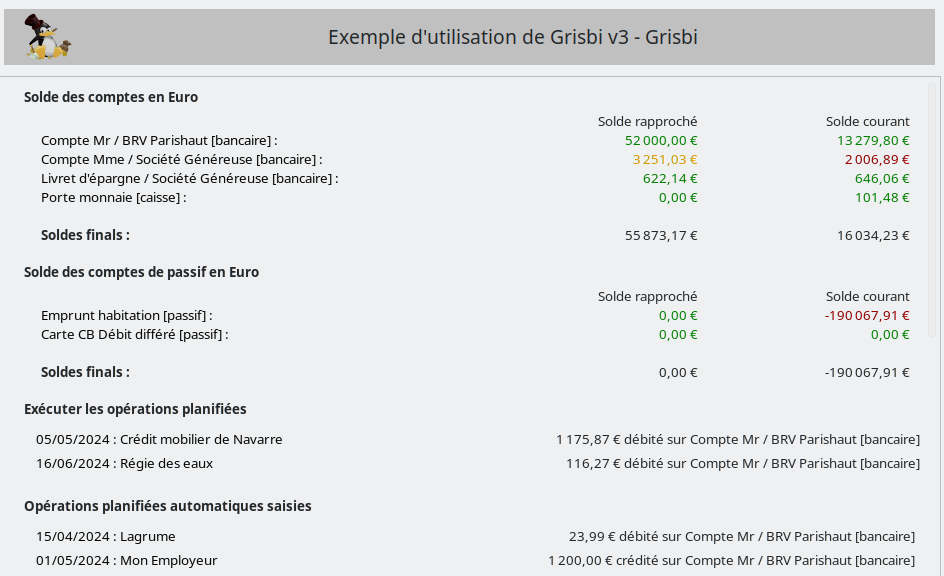 Exemple d'utilisation de Grisbi v3 - Grisbi
Solde des comptes en Euro
Solde rapproché Solde courant
Compte Mr / BRV Parishaut [bancaire] : 52 000,00 € 13 279,80 €
Compte Mme / Société Généreuse [bancaire] : 3 251,03 € 2 006,89 €
Livret d'épargne / Société Généreuse [bancaire] : 622,14 € 646,06 €
Porte monnaie [caisse] : 0,00 € 101,48 €
Soldes finals : 55 873,17 € 16 034,23 €
Solde des comptes de passif en Euro
Solde rapproché Solde courant
Emprunt habitation [passif] : 0,00 € -190 067,91 €
Carte CB Débit différé [passif] : 0,00 € 0,00 €
Soldes finals : 0,00 € -190 067,91 €
Exécuter les opérations planifiées
05/05/2024 : Crédit mobilier de Navarre 1 175,87 € débité sur Compte Mr / BRV Parishaut [bancaire]
16/06/2024 : Régie des eaux 116,27 € débité sur Compte Mr / BRV Parishaut [bancaire]
Opérations planifiées automatiques saisies
15/04/2024 : Lagrume 23,99 € débité sur Compte Mr / BRV Parishaut [bancaire]
01/05/2024 : Mon Employeur 1 200,00 € crédité sur Compte Mr / BRV Parishaut [bancaire]